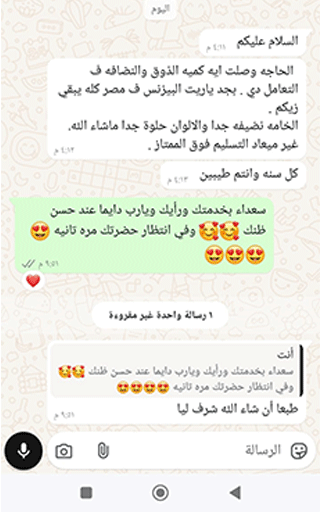 اليوم
السلام عليكم
٤:١١ م
الحاجه وصلت ايه كميه الذوق والنضافه ف
التعامل دي . بجد ياريت البيزنس ف مصر كله يبقي
زيكم .
الخامه نضيفه جدا والالوان حلوة جدا ماشاء الله.
غير ميعاد التسليم فوق الممتاز .
٤:١٢ م
كل سنه وانتم طيبين
٤:١٣ م
سعداء بخدمتك ورأيك ويارب دايما عند حسن
ظنك 🥰🥰 وفي انتظار حضرتك مره تانيه 😍
😍😍😍
٩:٥١ م
❤️
١ رسالة واحدة غير مقروءة
أنت
سعداء بخدمتك ورأيك ويارب دايما عند حسن ظنك 🥰🥰
وفي انتظار حضرتك مره تانيه 😍😍😍😍
طبعا أن شاء الله شرف ليا
٩:٥١ م
الرسالة